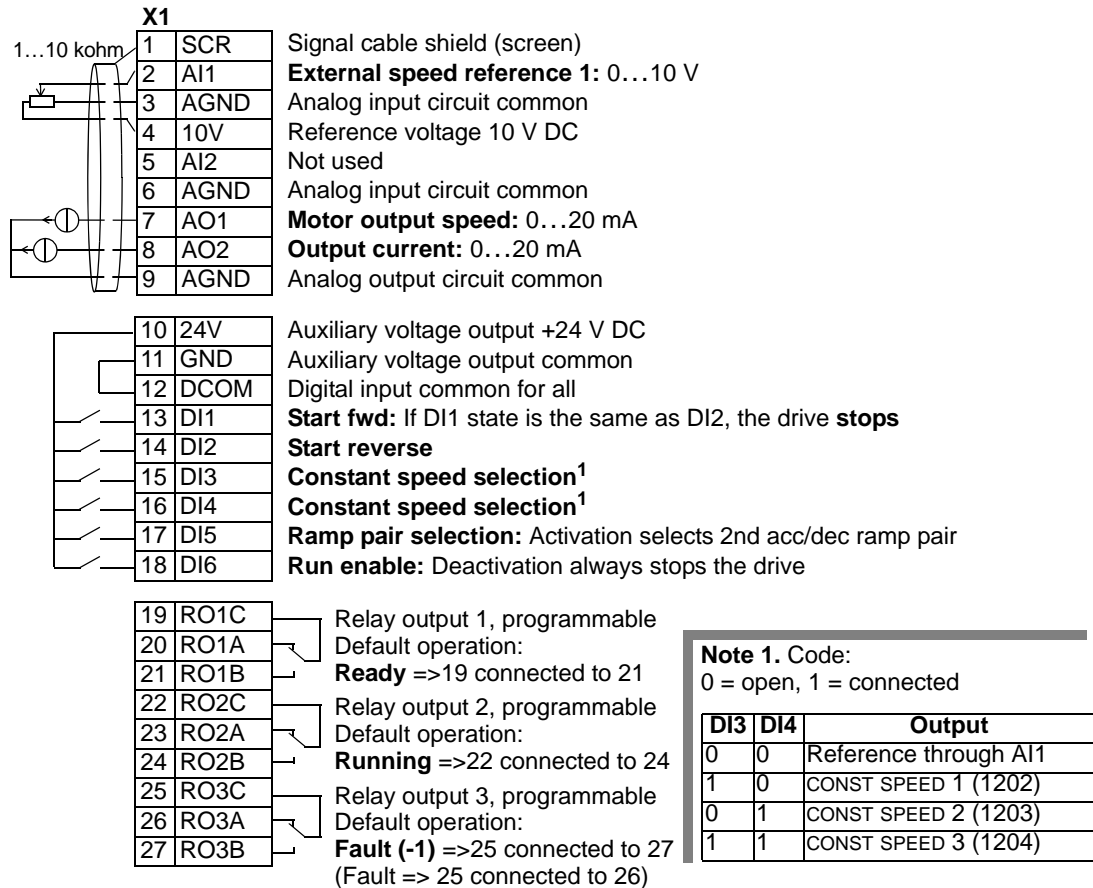 X1
1…10 kohm
1 SCR Signal cable shield (screen)
2 AI1 External speed reference 1: 0…10 V
3 AGND Analog input circuit common
4 10V Reference voltage 10 V DC
5 AI2 Not used
6 AGND Analog input circuit common
7 AO1 Motor output speed: 0…20 mA
8 AO2 Output current: 0…20 mA
9 AGND Analog output circuit common
10 24V Auxiliary voltage output +24 V DC
11 GND Auxiliary voltage output common
12 DCOM Digital input common for all
13 DI1 Start fwd: If DI1 state is the same as DI2, the drive stops
14 DI2 Start reverse
15 DI3 Constant speed selection1
16 DI4 Constant speed selection1
17 DI5 Ramp pair selection: Activation selects 2nd acc/dec ramp pair
18 DI6 Run enable: Deactivation always stops the drive
19 RO1C Relay output 1, programmable
20 RO1A Default operation:
21 RO1B Ready =>19 connected to 21
22 RO2C Relay output 2, programmable
23 RO2A Default operation:
24 RO2B Running =>22 connected to 24
25 RO3C Relay output 3, programmable
26 RO3A Default operation:
27 RO3B Fault (-1) =>25 connected to 27
(Fault => 25 connected to 26)
Note 1. Code:
0 = open, 1 = connected
DI3 DI4 Output
0 0 Reference through AI1
1 0 CONST SPEED 1 (1202)
0 1 CONST SPEED 2 (1203)
1 1 CONST SPEED 3 (1204)